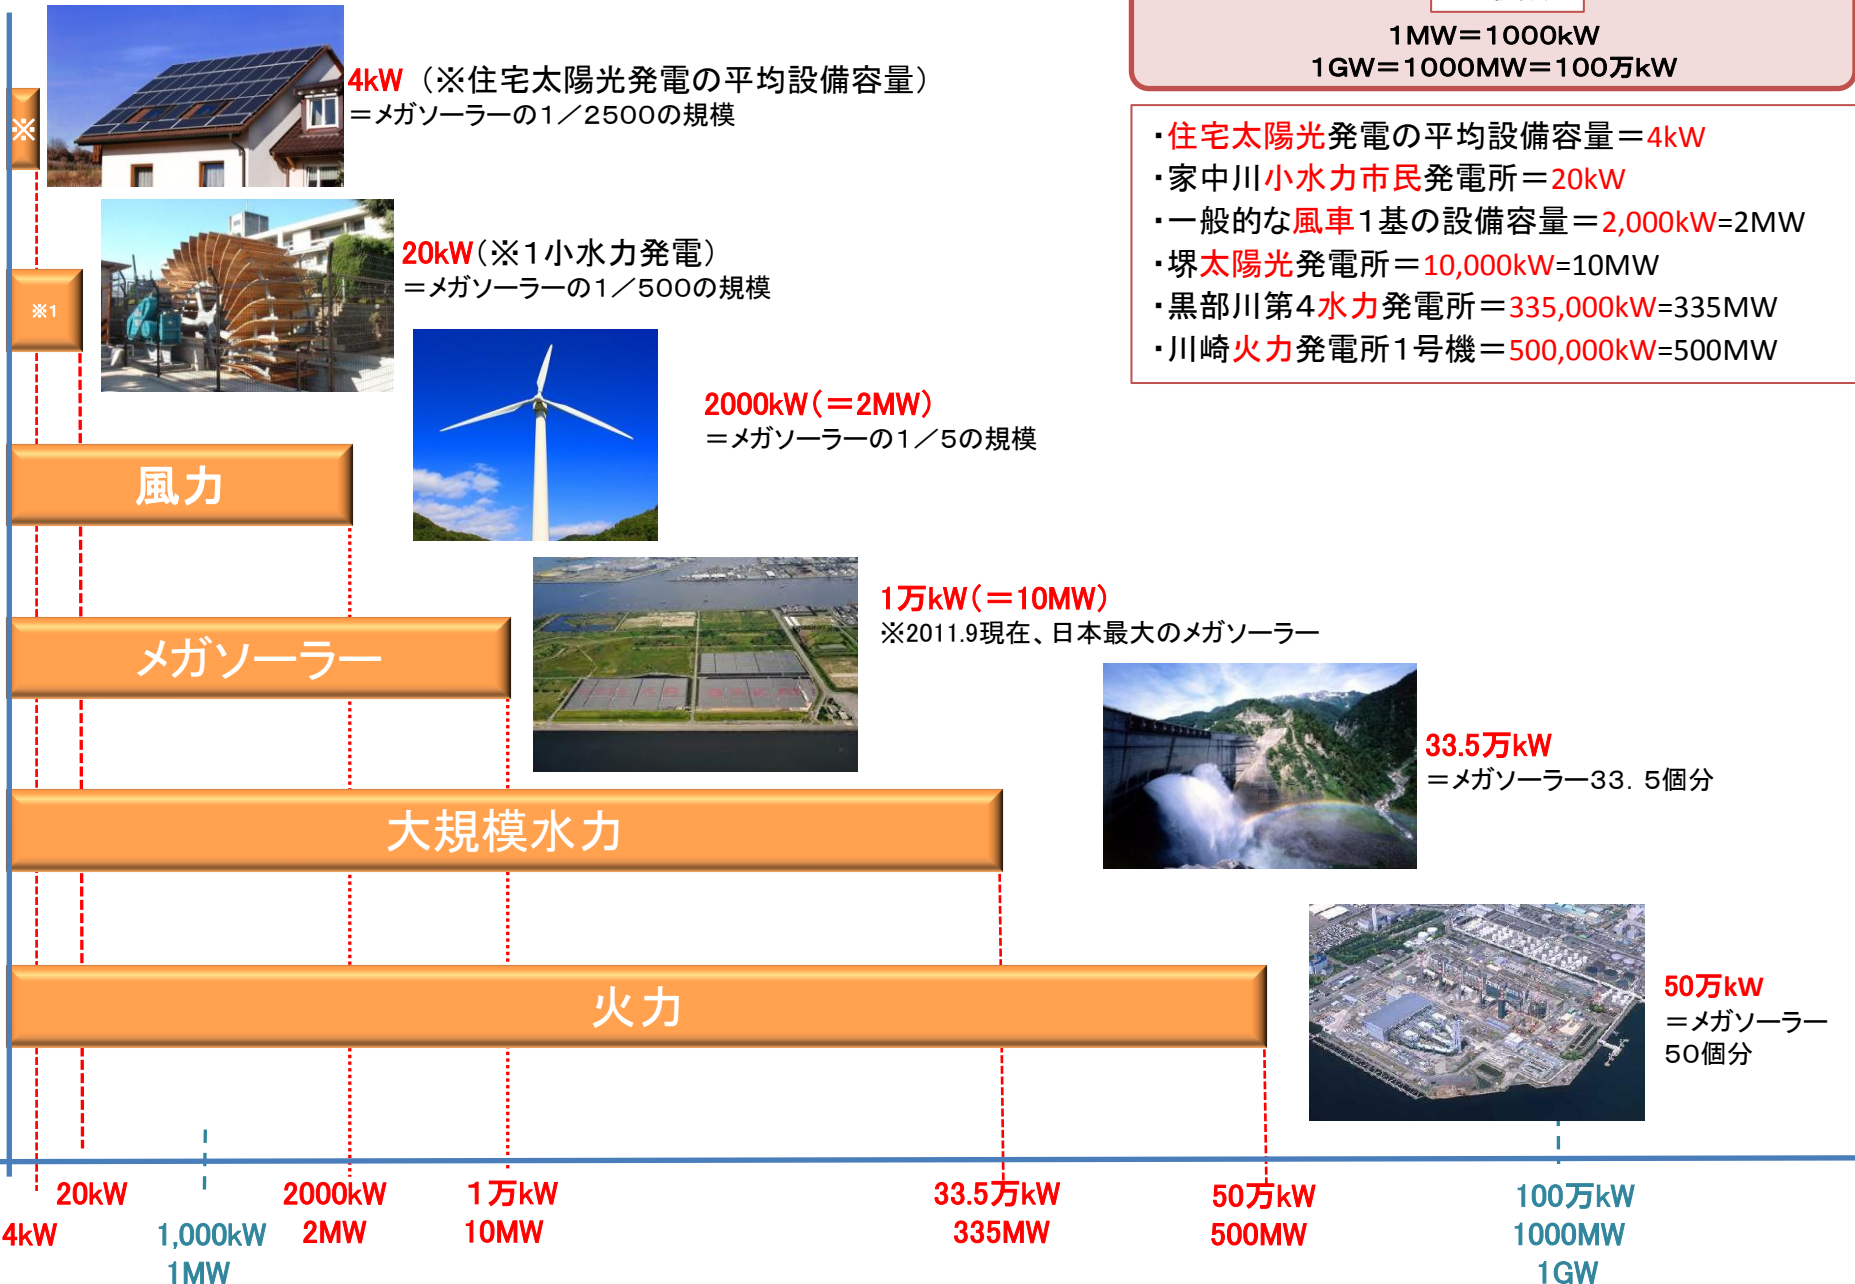 1MW=1000kW
1GW=1000MW=100万kW
・住宅太陽光発電の平均設備容量=4kW
・家中川小水力市民発電所=20kW
・一般的な風車1基の設備容量=2,000kW=2MW
・堺太陽光発電所=10,000kW=10MW
・黒部川第4水力発電所=335,000kW=335MW
・川崎火力発電所1号機=500,000kW=500MW
※
4kW （※住宅太陽光発電の平均設備容量）
＝メガソーラーの1／2500の規模
※1
20kW（※1小水力発電）
＝メガソーラーの1／500の規模
風力
2000kW（＝2MW）
＝メガソーラーの1／5の規模
メガソーラー
1万kW（＝10MW）
※2011.9現在、日本最大のメガソーラー
大規模水力
33.5万kW
＝メガソーラー33．5個分
火力
50万kW
＝メガソーラー
50個分
4kW
20kW
1,000kW
1MW
2000kW
2MW
1万kW
10MW
33.5万kW
335MW
50万kW
500MW
100万kW
1000MW
1GW